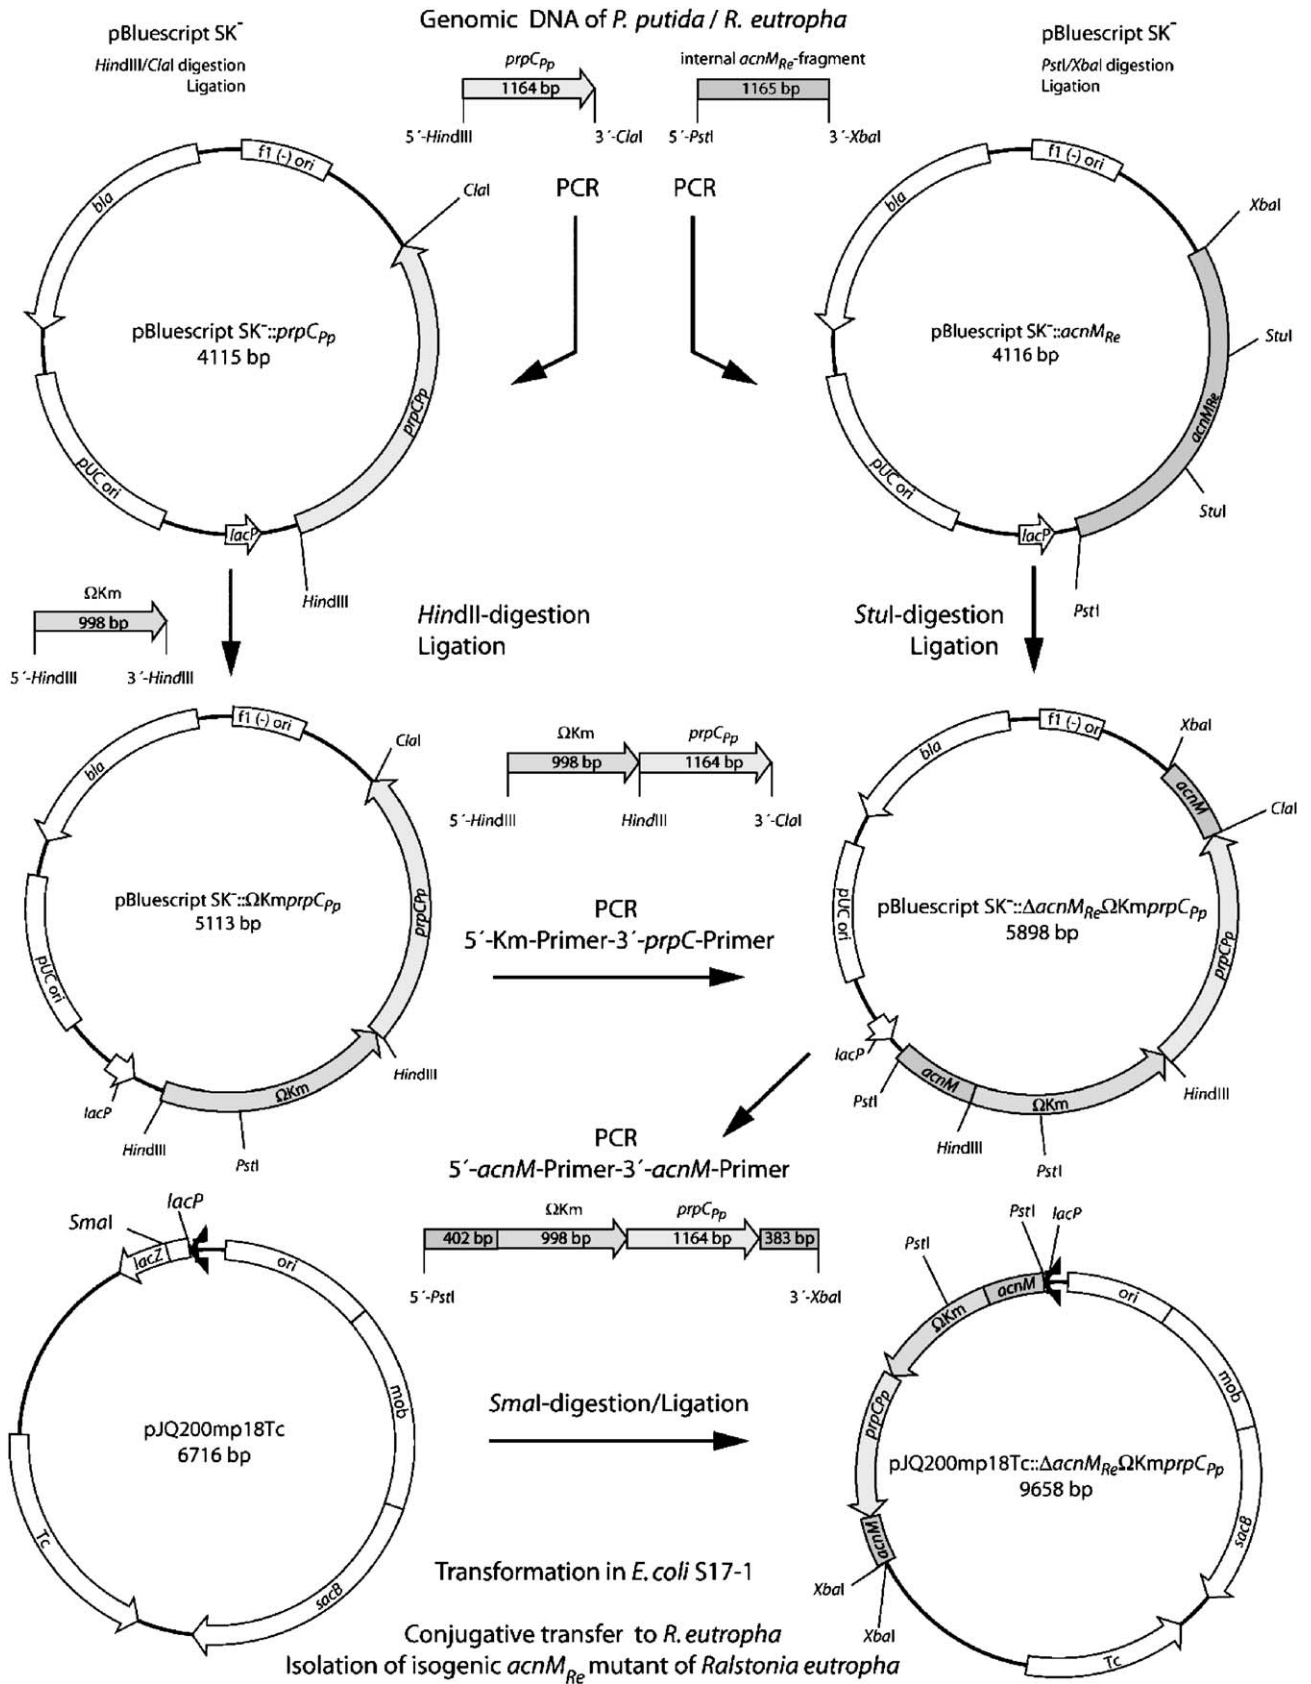 Genomic DNA of P. putida / R. eutropha
pBluescript SK⁻
HindIII/ClaI digestion
Ligation
prpC_Pp
1164 bp
5´-HindIII
3´-ClaI
internal acnM_Re-fragment
1165 bp
5´-PstI
3´-XbaI
pBluescript SK⁻
PstI/XbaI digestion
Ligation
PCR
PCR
f1 (-) ori
bla
ClaI
pBluescript SK⁻::prpC_Pp
4115 bp
prpCPp
pUC ori
lacP
HindIII
f1 (-) ori
bla
XbaI
pBluescript SK⁻::acnM_Re
4116 bp
StuI
acnMRe
pUC ori
StuI
lacP
PstI
ΩKm
998 bp
5´-HindIII
3´-HindIII
HindII-digestion
Ligation
StuI-digestion
Ligation
f1 (-) ori
bla
ClaI
pBluescript SK⁻::ΩKmprpC_Pp
5113 bp
prpCPp
pUC ori
lacP
HindIII
ΩKm
PstI
HindIII
ΩKm
prpC_Pp
998 bp
1164 bp
5´-HindIII
HindIII
3´-ClaI
PCR
5´-Km-Primer-3´-prpC-Primer
f1 (-) or
bla
XbaI
acnM
ClaI
pUC ori
pBluescript SK⁻::ΔacnM_ReΩKmprpC_Pp
5898 bp
prpCPp
lacP
PstI
acnM
HindIII
ΩKm
PstI
HindIII
PCR
5´-acnM-Primer-3´-acnM-Primer
ΩKm
prpC_Pp
402 bp
998 bp
1164 bp
383 bp
5´-PstI
3´-XbaI
SmaI
lacP
lacZ
ori
mob
pJQ200mp18Tc
6716 bp
Tc
sacB
SmaI-digestion/Ligation
PstI
lacP
PstI
acnM
ori
ΩKm
mob
prpCPp
pJQ200mp18Tc::ΔacnM_ReΩKmprpC_Pp
9658 bp
acnM
sacB
XbaI
XbaI
Tc
Transformation in E. coli S17-1
Conjugative transfer to R. eutropha
Isolation of isogenic acnM_Re mutant of Ralstonia eutropha